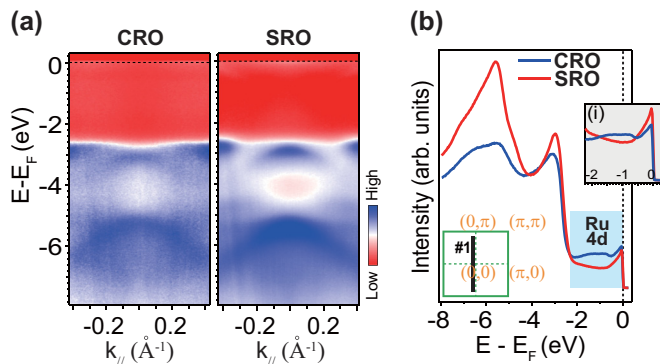 (a)
CRO
SRO
E-E_F (eV)
0
-2
-4
-6
-0.2
0.2
-0.2
0.2
k_// (Å⁻¹)
k_// (Å⁻¹)
High
Low
(b)
Intensity (arb. units)
CRO
SRO
(i)
-2
-1
0
Ru
4d
(0,π)
(π,π)
#1
(0,0)
(π,0)
-8
-6
-4
-2
0
E - E_F (eV)